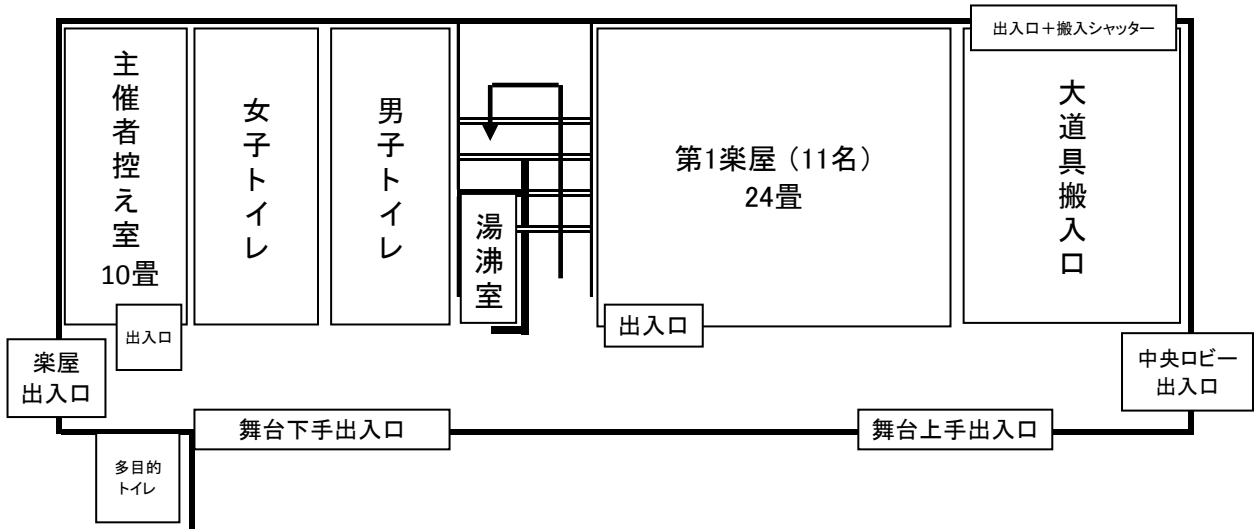 出入口＋搬入シャッター
主催者控え室
10畳
女子トイレ
男子トイレ
湯沸室
第1楽屋（11名）
24畳
大道具搬入口
出入口
出入口
楽屋
出入口
中央ロビー
出入口
舞台下手出入口
舞台上手出入口
多目的
トイレ